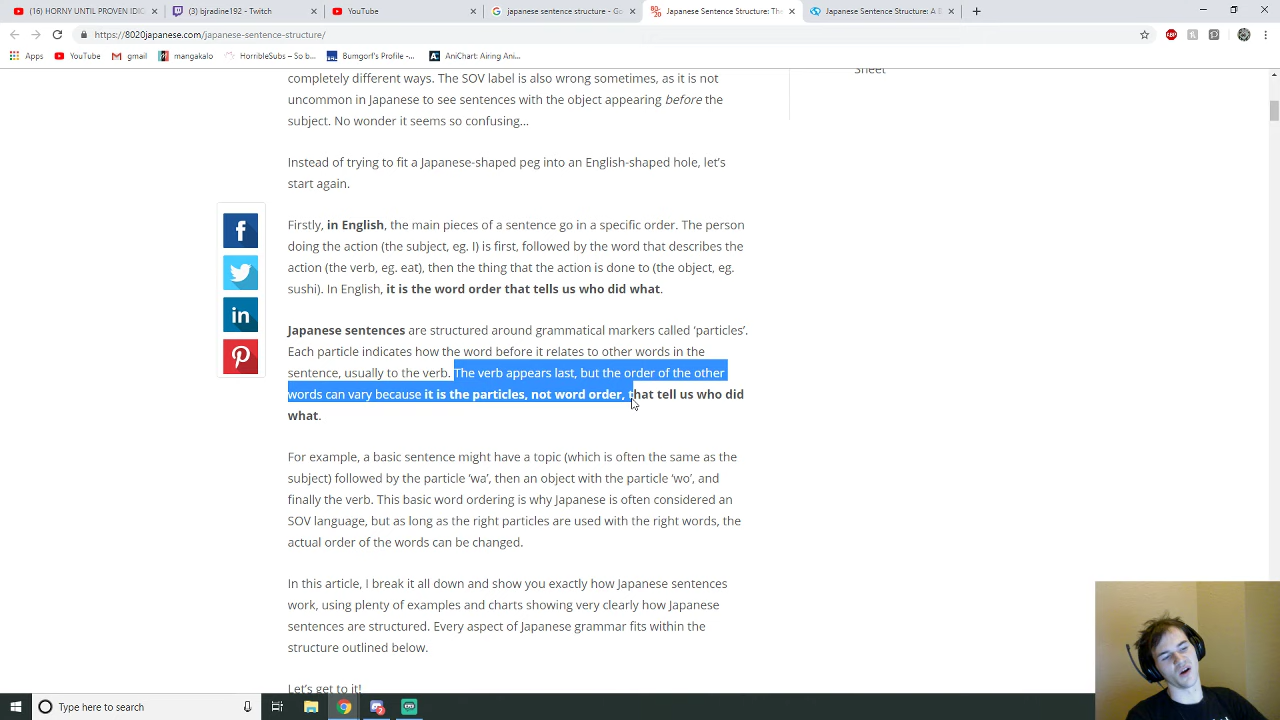 (16) HORNY UNTIL PROVEN IDIO
(3) bjradine192 - Twitch
YouTube
japanese sentence structure - Go
Japanese Sentence Structure: The
Japanese Sentence Structure: A B
https://8020japanese.com/japanese-sentence-structure/
Apps
YouTube
gmail
mangakalo
HorribleSubs – So b...
Bumgorf's Profile -...
AniChart: Airing Ani...
completely different ways. The SOV label is also wrong sometimes, as it is not
uncommon in Japanese to see sentences with the object appearing before the
subject. No wonder it seems so confusing…
Sheet
Instead of trying to fit a Japanese-shaped peg into an English-shaped hole, let's
start again.
Firstly, in English, the main pieces of a sentence go in a specific order. The person
doing the action (the subject, eg. I) is first, followed by the word that describes the
action (the verb, eg. eat), then the thing that the action is done to (the object, eg.
sushi). In English, it is the word order that tells us who did what.
Japanese sentences are structured around grammatical markers called 'particles'.
Each particle indicates how the word before it relates to other words in the
sentence, usually to the verb. The verb appears last, but the order of the other
words can vary because it is the particles, not word order, that tell us who did
what.
For example, a basic sentence might have a topic (which is often the same as the
subject) followed by the particle 'wa', then an object with the particle 'wo', and
finally the verb. This basic word ordering is why Japanese is often considered an
SOV language, but as long as the right particles are used with the right words, the
actual order of the words can be changed.
In this article, I break it all down and show you exactly how Japanese sentences
work, using plenty of examples and charts showing very clearly how Japanese
sentences are structured. Every aspect of Japanese grammar fits within the
structure outlined below.
Let's get to it!
Type here to search